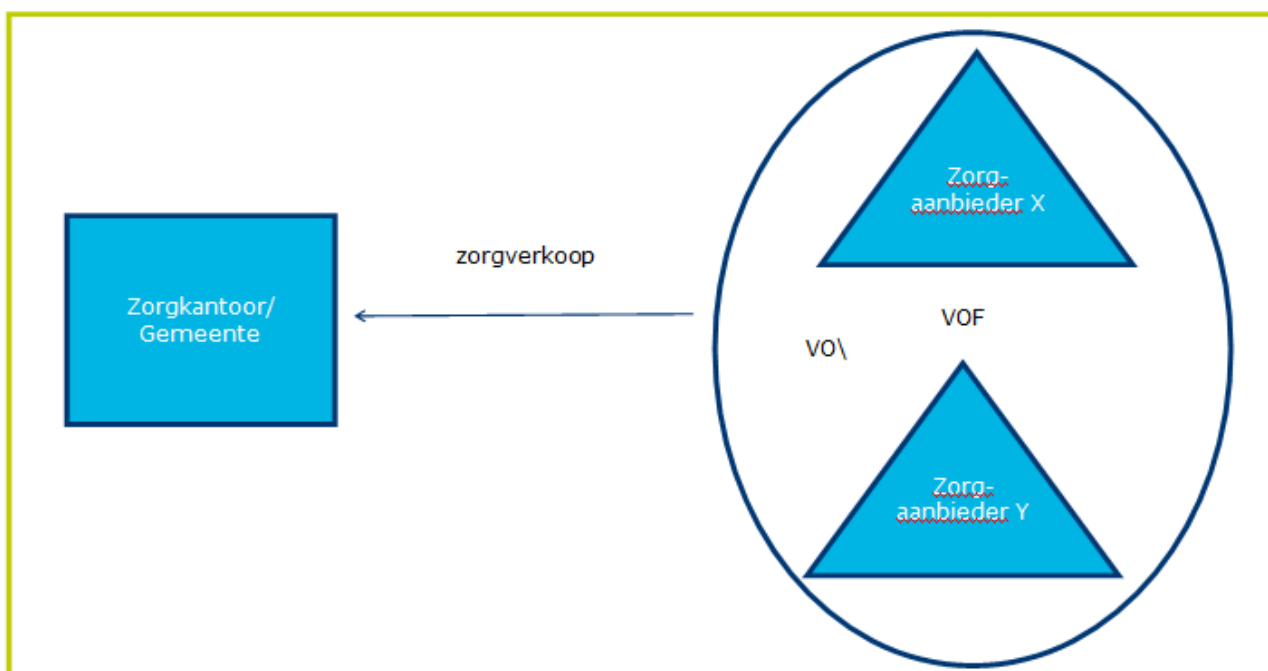 Zorgkantoor/
Gemeente
zorgverkoop
Zorg-
aanbieder X
VOF
VO\
Zorg-
aanbieder Y